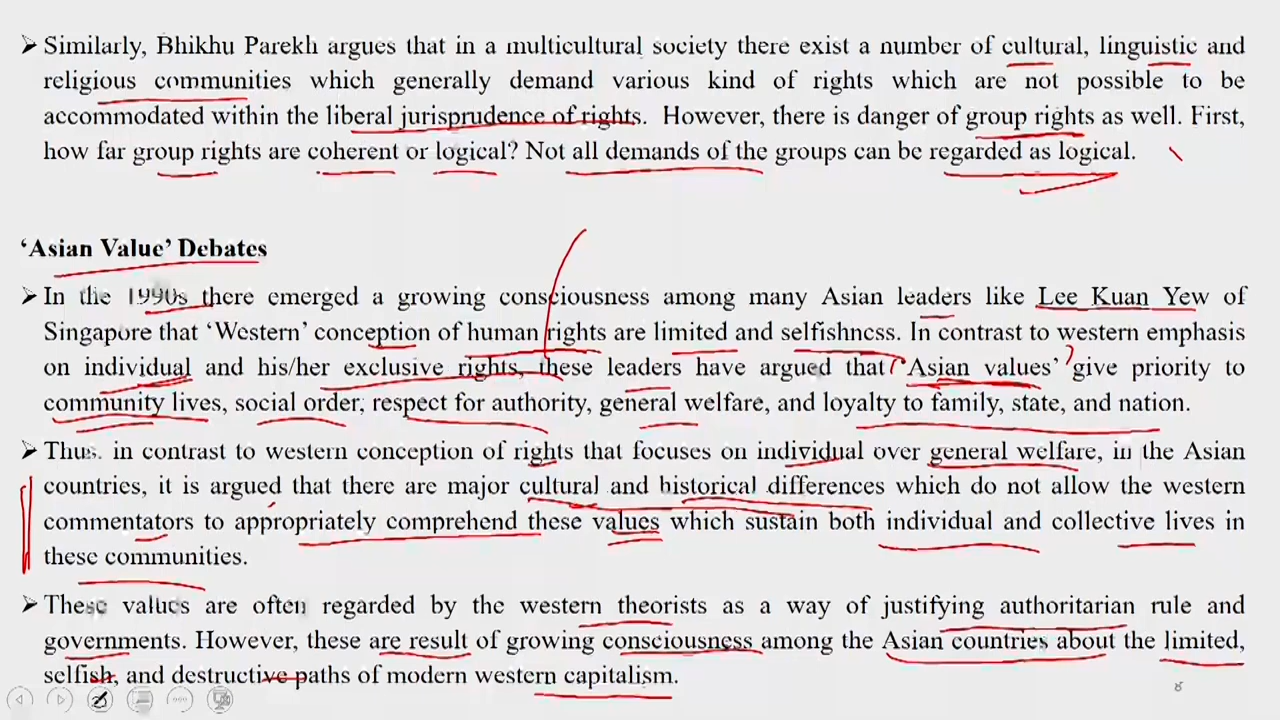 ➢ Similarly, Bhikhu Parekh argues that in a multicultural society there exist a number of cultural, linguistic and
religious communities which generally demand various kind of rights which are not possible to be
accommodated within the liberal jurisprudence of rights. However, there is danger of group rights as well. First,
how far group rights are coherent or logical? Not all demands of the groups can be regarded as logical.
‘Asian Value’ Debates
➢ In the 1990s there emerged a growing consciousness among many Asian leaders like Lee Kuan Yew of
Singapore that ‘Western’ conception of human rights are limited and selfishness. In contrast to western emphasis
on individual and his/her exclusive rights, these leaders have argued that ‘Asian values’ give priority to
community lives, social order, respect for authority, general welfare, and loyalty to family, state, and nation.
➢ Thus. in contrast to western conception of rights that focuses on individual over general welfare, in the Asian
countries, it is argued that there are major cultural and historical differences which do not allow the western
commentators to appropriately comprehend these values which sustain both individual and collective lives in
these communities.
➢ These values are often regarded by the western theorists as a way of justifying authoritarian rule and
governments. However, these are result of growing consciousness among the Asian countries about the limited,
selfish, and destructive paths of modern western capitalism.
8